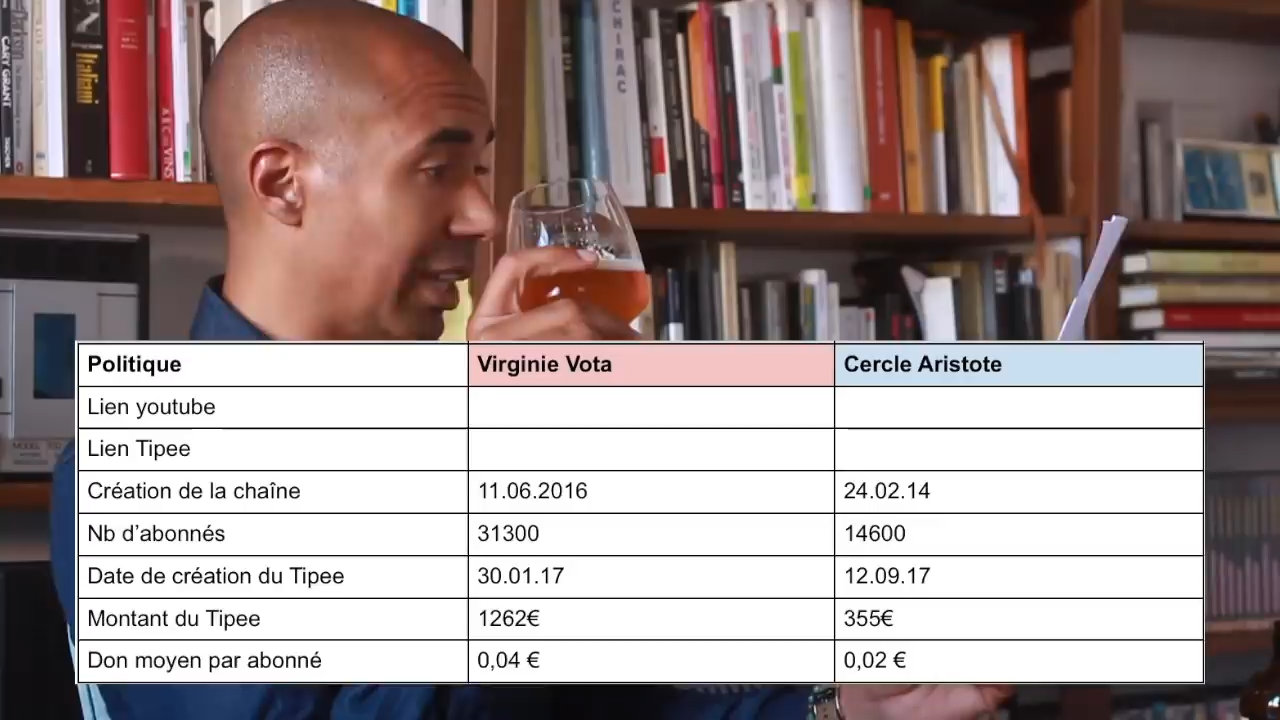 CARY GRANT
Italiani
CHIRAC
Politique Virginie Vota Cercle Aristote
Lien youtube
Lien Tipee
Création de la chaîne 11.06.2016 24.02.14
Nb d’abonnés 31300 14600
Date de création du Tipee 30.01.17 12.09.17
Montant du Tipee 1262€ 355€
Don moyen par abonné 0,04 € 0,02 €